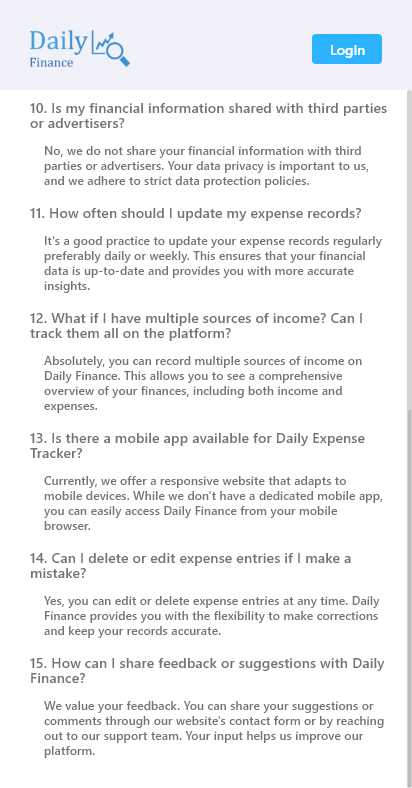 Daily
Finance
LogIn
10. Is my financial information shared with third parties
or advertisers?
No, we do not share your financial information with third
parties or advertisers. Your data privacy is important to us,
and we adhere to strict data protection policies.
11. How often should I update my expense records?
It's a good practice to update your expense records regularly
preferably daily or weekly. This ensures that your financial
data is up-to-date and provides you with more accurate
insights.
12. What if I have multiple sources of income? Can I
track them all on the platform?
Absolutely, you can record multiple sources of income on
Daily Finance. This allows you to see a comprehensive
overview of your finances, including both income and
expenses.
13. Is there a mobile app available for Daily Expense
Tracker?
Currently, we offer a responsive website that adapts to
mobile devices. While we don't have a dedicated mobile app,
you can easily access Daily Finance from your mobile
browser.
14. Can I delete or edit expense entries if I make a
mistake?
Yes, you can edit or delete expense entries at any time. Daily
Finance provides you with the flexibility to make corrections
and keep your records accurate.
15. How can I share feedback or suggestions with Daily
Finance?
We value your feedback. You can share your suggestions or
comments through our website's contact form or by reaching
out to our support team. Your input helps us improve our
platform.